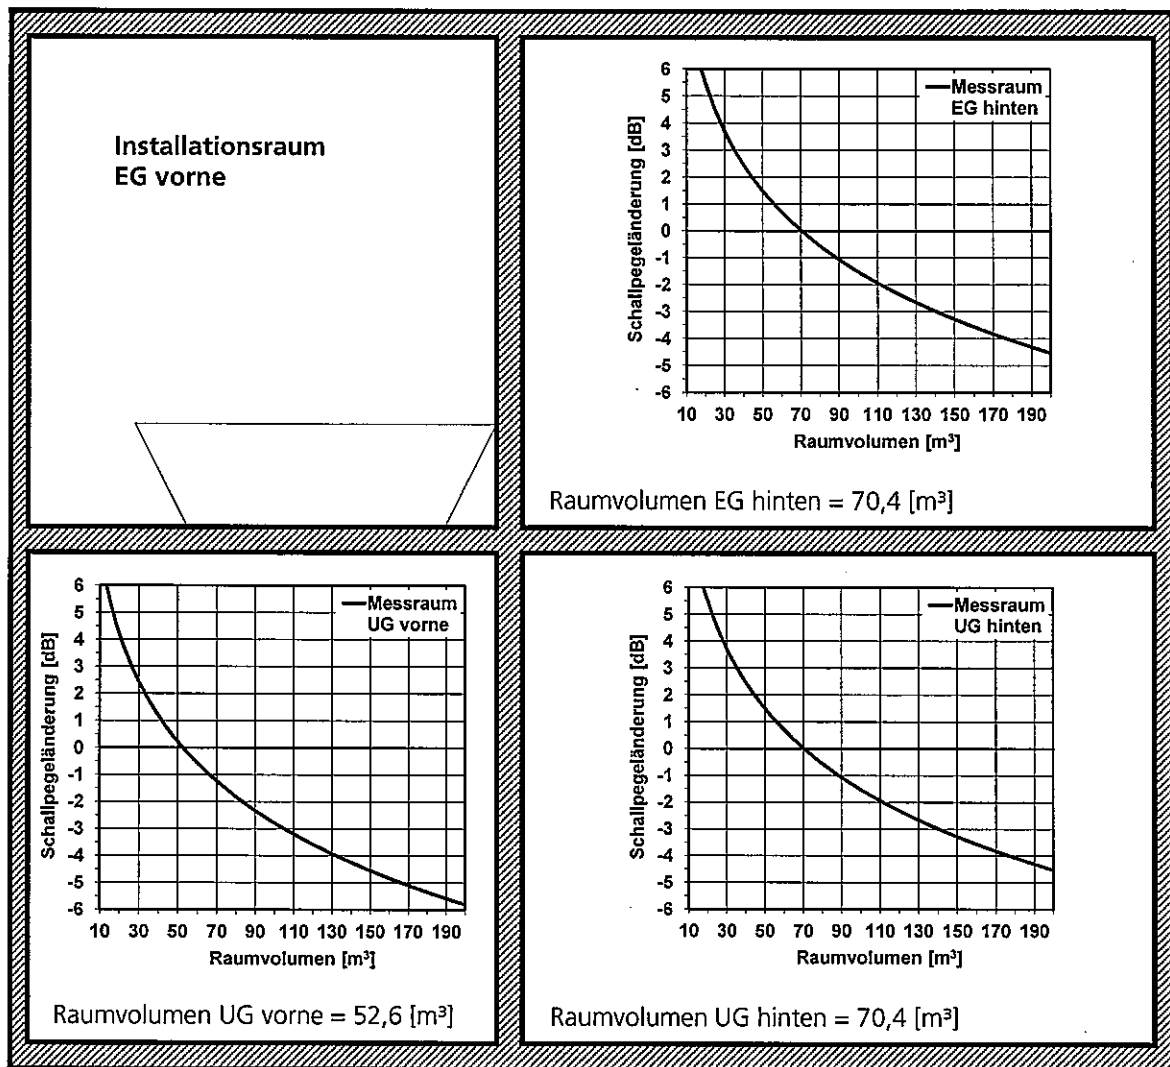 Installationsraum
EG vorne
6
5
4
3
2
1
0
-1
-2
-3
-4
-5
-6
Schallpegeländerung [dB]
Messraum
EG hinten
10 30 50 70 90 110 130 150 170 190
Raumvolumen [m³]
Raumvolumen EG hinten = 70,4 [m³]
6
5
4
3
2
1
0
-1
-2
-3
-4
-5
-6
Schallpegeländerung [dB]
Messraum
UG vorne
10 30 50 70 90 110 130 150 170 190
Raumvolumen [m³]
Raumvolumen UG vorne = 52,6 [m³]
6
5
4
3
2
1
0
-1
-2
-3
-4
-5
-6
Schallpegeländerung [dB]
Messraum
UG hinten
10 30 50 70 90 110 130 150 170 190
Raumvolumen [m³]
Raumvolumen UG hinten = 70,4 [m³]